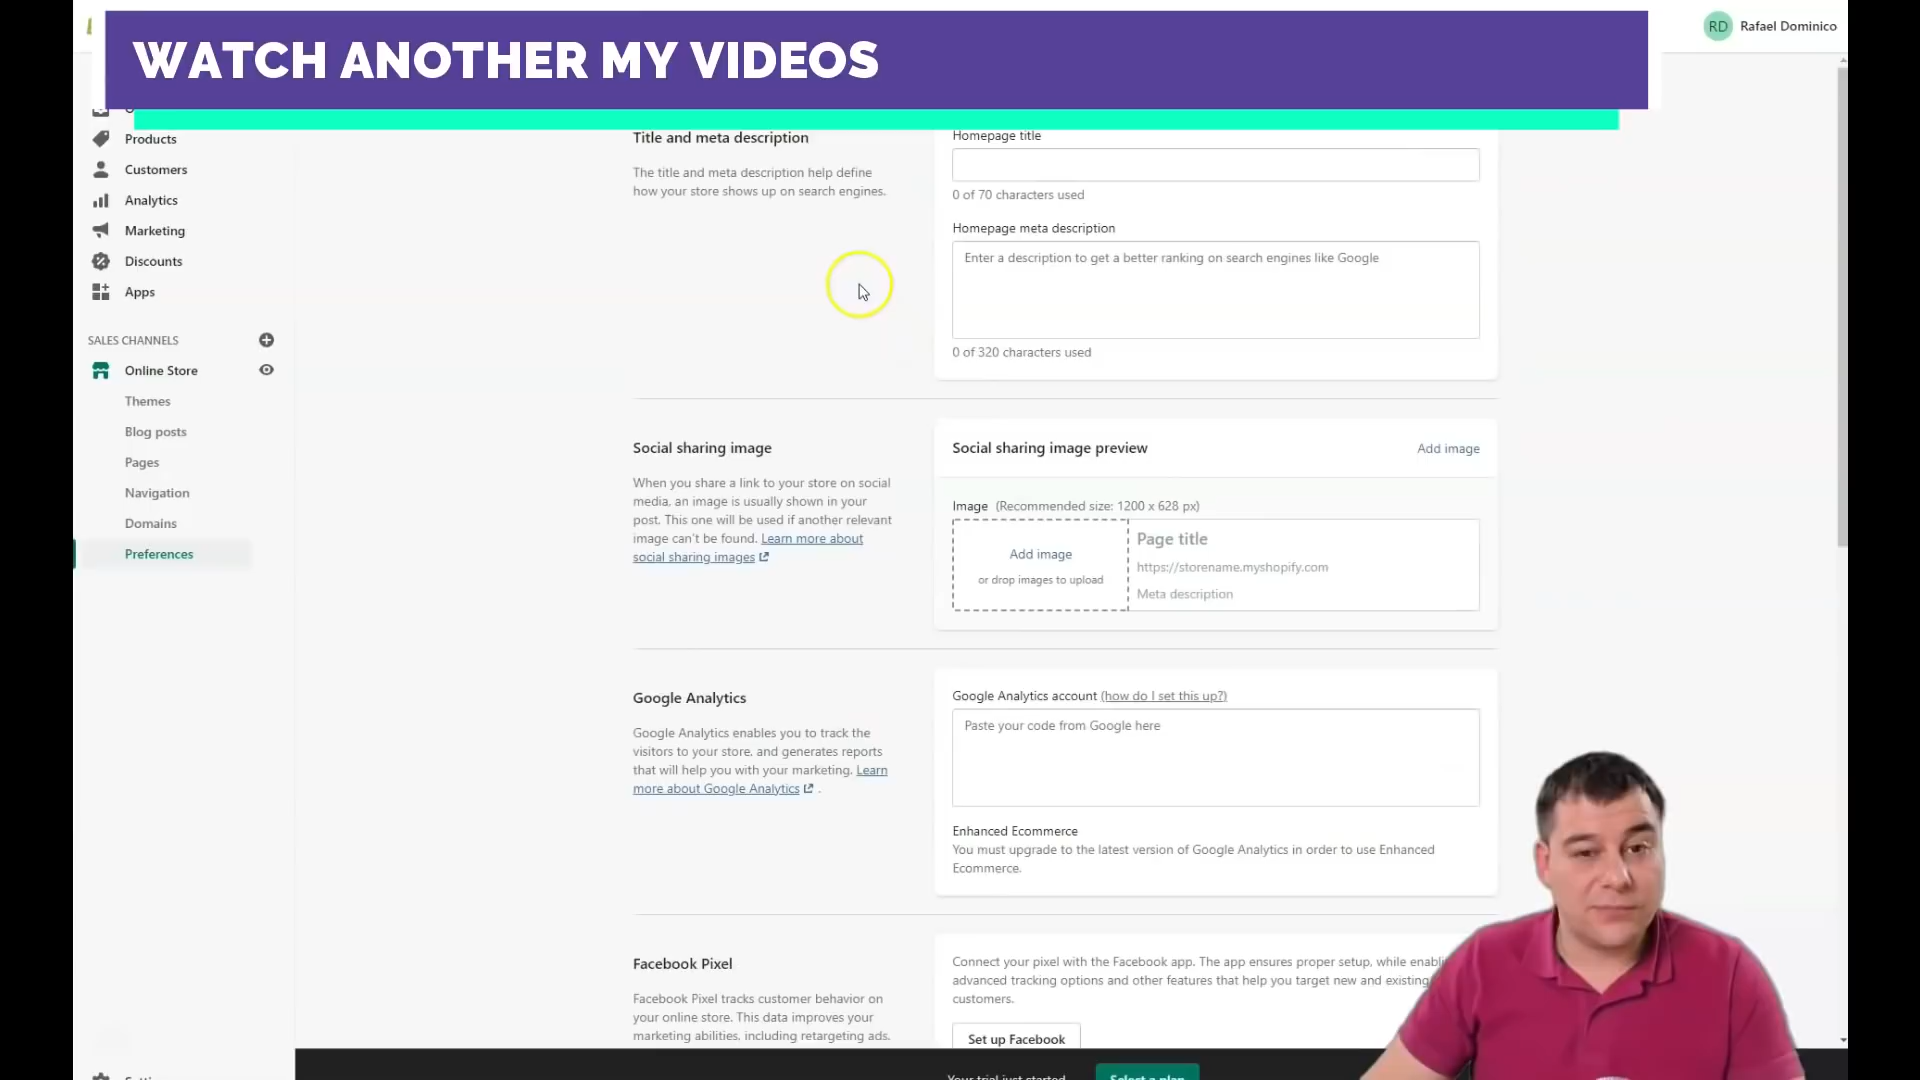 WATCH ANOTHER MY VIDEOS
RD Rafael Dominico
Products
Customers
Analytics
Marketing
Discounts
Apps
SALES CHANNELS
Online Store
Themes
Blog posts
Pages
Navigation
Domains
Preferences
Title and meta description
The title and meta description help define
how your store shows up on search engines.
Homepage title
0 of 70 characters used
Homepage meta description
Enter a description to get a better ranking on search engines like Google
0 of 320 characters used
Social sharing image
When you share a link to your store on social
media, an image is usually shown in your
post. This one will be used if another relevant
image can't be found. Learn more about
social sharing images
Social sharing image preview
Add image
Image (Recommended size: 1200 x 628 px)
Add image
or drop images to upload
Page title
https://storename.myshopify.com
Meta description
Google Analytics
Google Analytics enables you to track the
visitors to your store, and generates reports
that will help you with your marketing. Learn
more about Google Analytics .
Google Analytics account (how do I set this up?)
Paste your code from Google here
Enhanced Ecommerce
You must upgrade to the latest version of Google Analytics in order to use Enhanced
Ecommerce.
Facebook Pixel
Facebook Pixel tracks customer behavior on
your online store. This data improves your
marketing abilities, including retargeting ads.
Connect your pixel with the Facebook app. The app ensures proper setup, while enabli
advanced tracking options and other features that help you target new and existing
customers.
Set up Facebook
Your trial just started
Select a plan